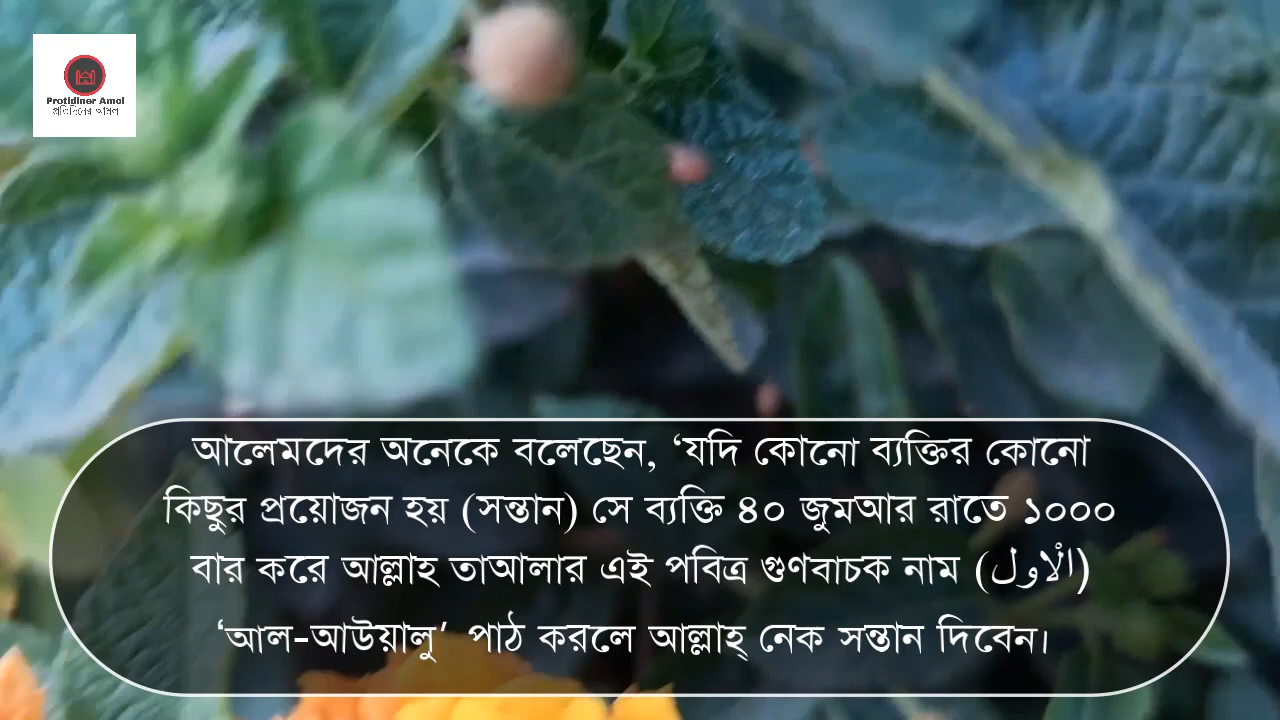 Protidiner Amol
প্রতিদিনের আমল
আলেমদের অনেকে বলেছেন, ‘যদি কোনো ব্যক্তির কোনো
কিছুর প্রয়োজন হয় (সন্তান) সে ব্যক্তি ৪০ জুমআর রাতে ১০০০
বার করে আল্লাহ তাআলার এই পবিত্র গুণবাচক নাম (الْاول)
‘আল-আউয়ালু’ পাঠ করলে আল্লাহ্ নেক সন্তান দিবেন।